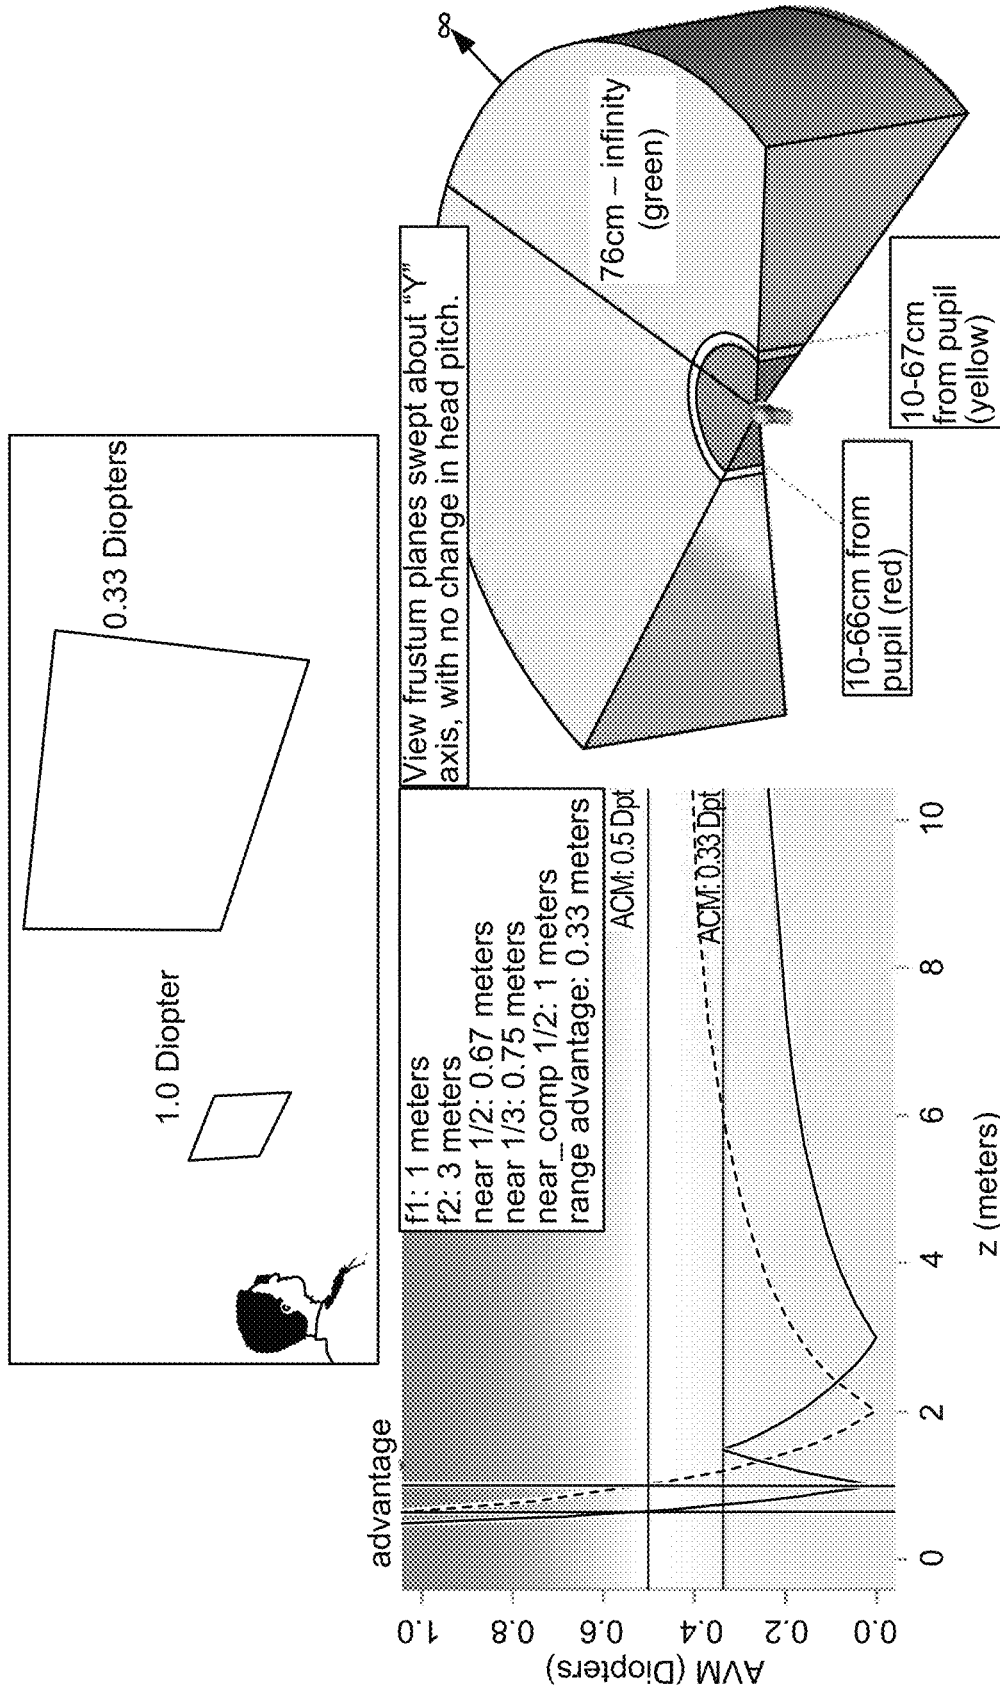 1.0 Diopter
0.33 Diopters
advantage
f1: 1 meters
f2: 3 meters
near 1/2: 0.67 meters
near 1/3: 0.75 meters
near_comp 1/2: 1 meters
range advantage: 0.33 meters
ACM: 0.5 Dpt
ACM: 0.33 Dpt
AVM (Diopters)
1.0
0.8
0.6
0.4
0.2
0.0
0
2
4
6
8
10
z (meters)
View frustum planes swept about “Y”
axis, with no change in head pitch.
∞
76cm – infinity
(green)
10-66cm from
pupil (red)
10-67cm
from pupil
(yellow)